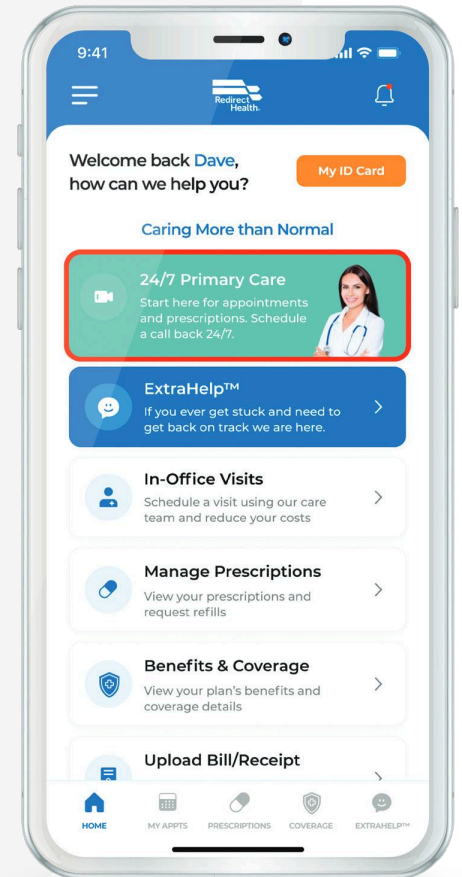 9:41
Redirect
Health.
Welcome back Dave,
how can we help you?
My ID Card
Caring More than Normal
24/7 Primary Care
Start here for appointments
and prescriptions. Schedule
a call back 24/7.
ExtraHelp™
If you ever get stuck and need to
get back on track we are here.
In-Office Visits
Schedule a visit using our care
team and reduce your costs
Manage Prescriptions
View your prescriptions and
request refills
Benefits & Coverage
View your plan's benefits and
coverage details
Upload Bill/Receipt
HOME
MY APPTS
PRESCRIPTIONS
COVERAGE
EXTRAHELP™